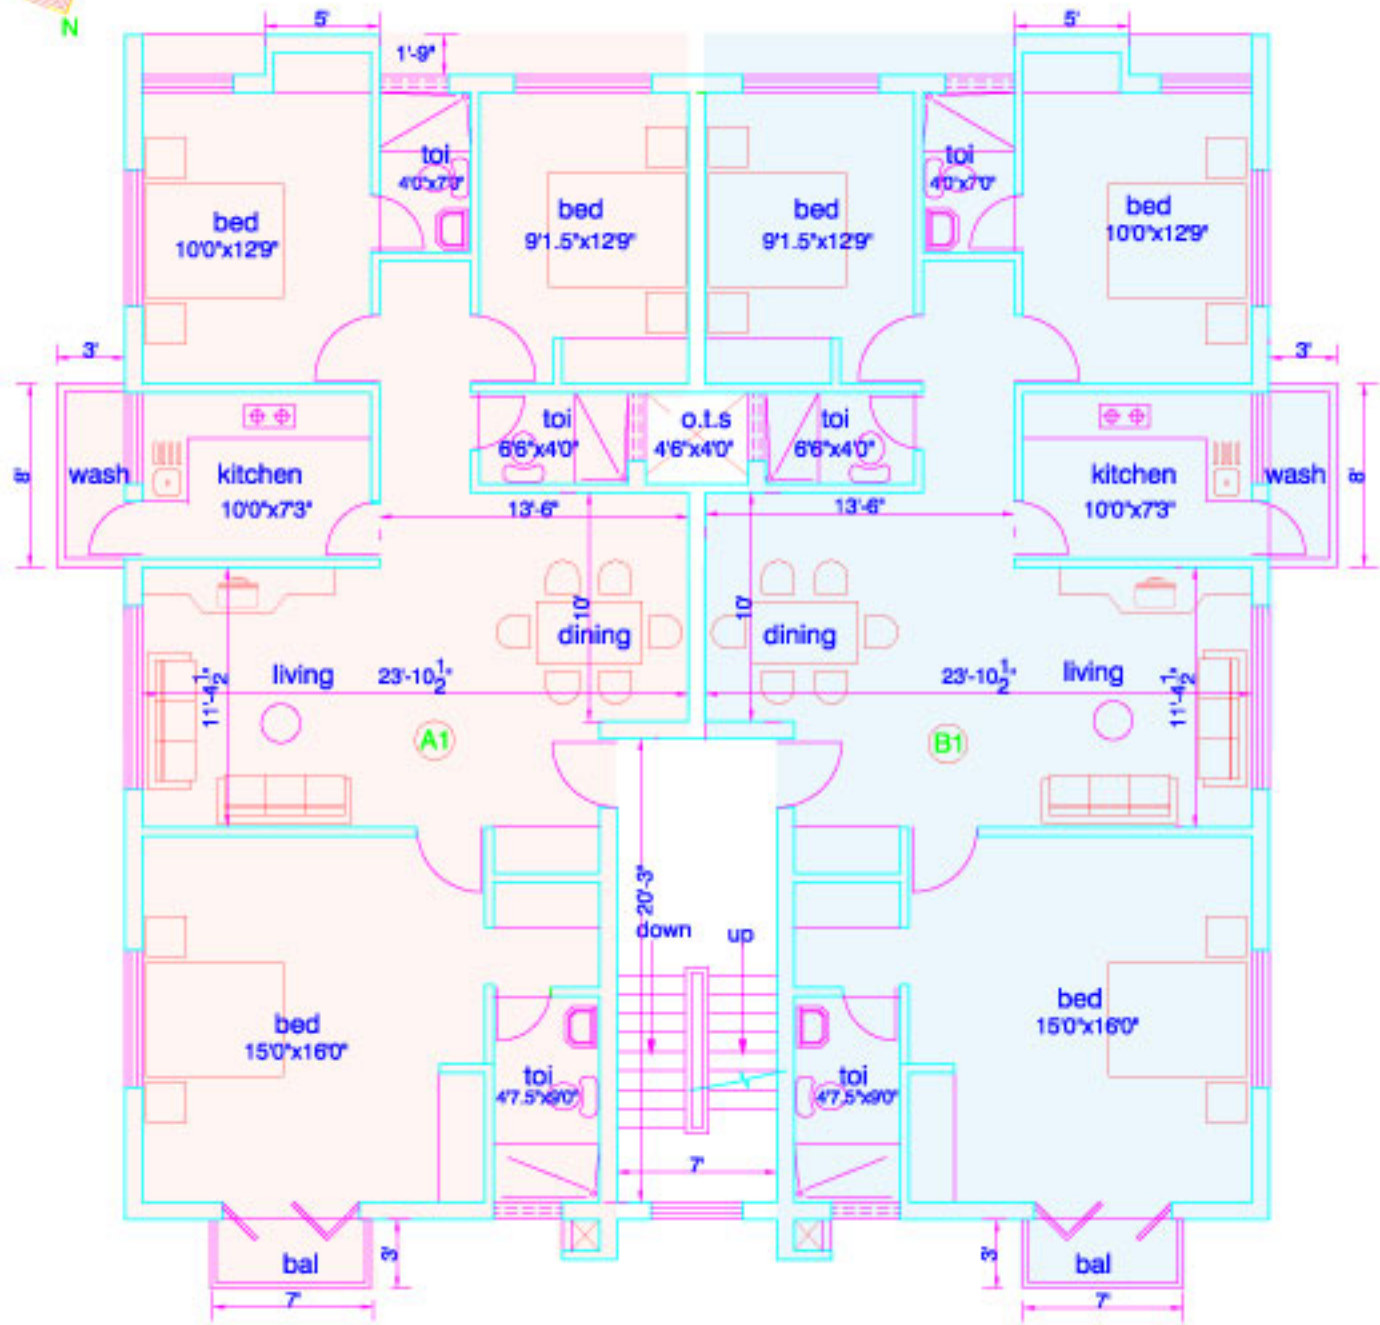 N
5'
5'
1'-9"
toi
4'0"x7'0"
toi
4'0"x7'0"
bed
10'0"x12'9"
bed
9'1.5"x12'9"
bed
9'1.5"x12'9"
bed
10'0"x12'9"
3'
3'
toi
6'6"x4'0"
o.t.s
4'6"x4'0"
toi
6'6"x4'0"
8'
wash
kitchen
10'0"x7'3"
kitchen
10'0"x7'3"
wash
8'
13'-6"
13'-6"
10'
dining
10'
dining
living
23'-10½"
23'-10½"
living
11'-4½"
11'-4½"
A1
B1
20'-3"
down
up
bed
15'0"x16'0"
bed
15'0"x16'0"
toi
4'7.5"x9'0"
toi
4'7.5"x9'0"
7'
bal
3'
3'
bal
7'
7'